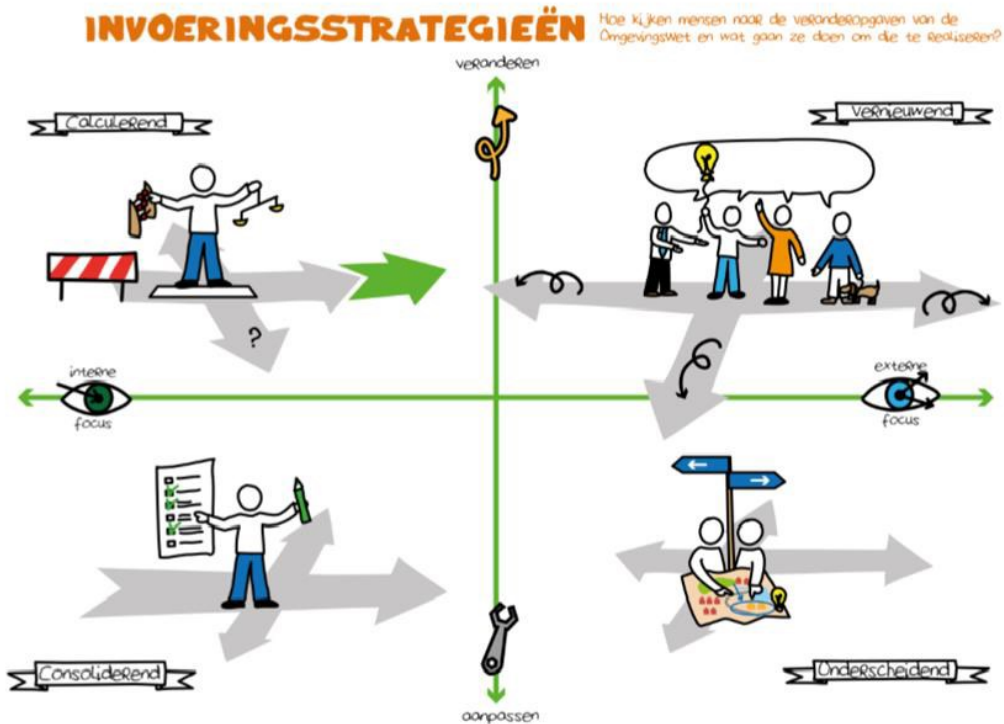 INVOERINGSSTRATEGIEËN
Hoe kijken mensen naar de veranderopgaven van de
Omgevingswet en wat gaan ze doen om die te realiseren?
veranderen
Calculerend
Vernieuwend
?
interne
focus
externe
focus
Consoliderend
Onderscheidend
aanpassen